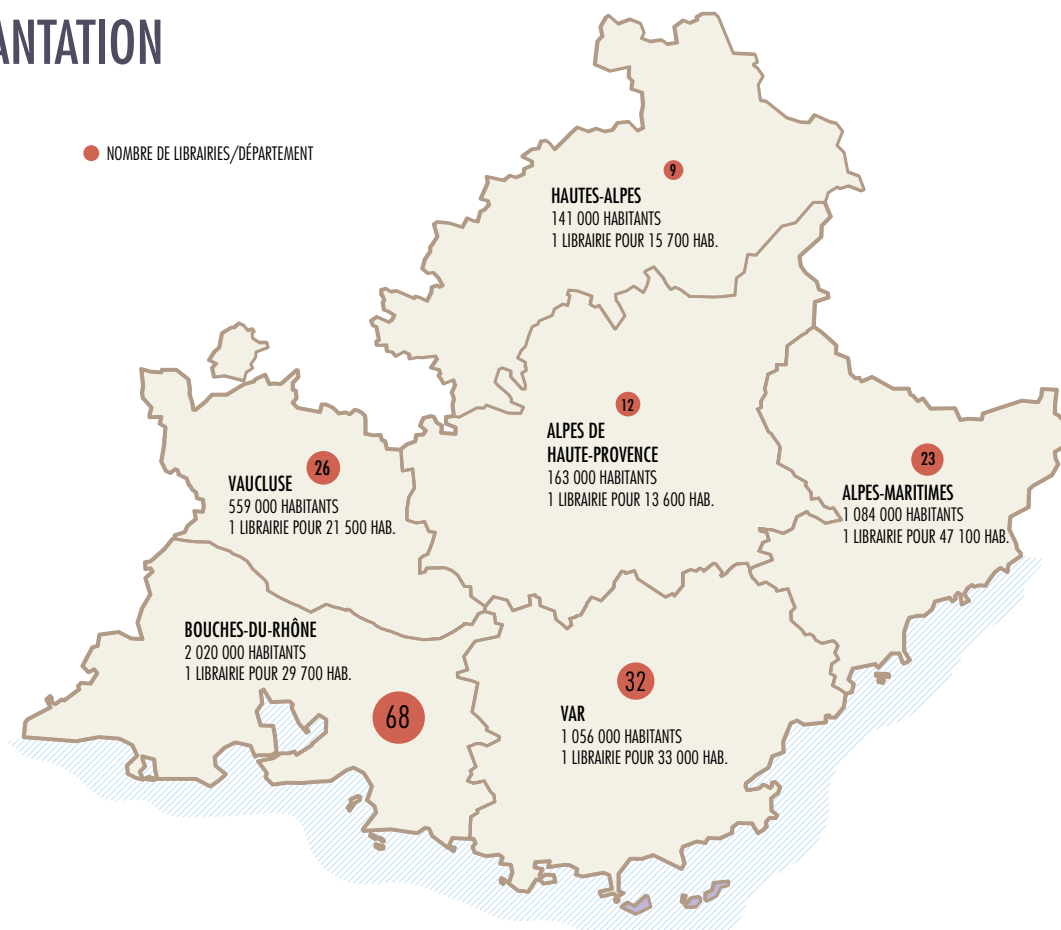 ANTATION
NOMBRE DE LIBRAIRIES/DÉPARTEMENT
9
HAUTES-ALPES
141 000 HABITANTS
1 LIBRAIRIE POUR 15 700 HAB.
12
ALPES DE
HAUTE-PROVENCE
163 000 HABITANTS
1 LIBRAIRIE POUR 13 600 HAB.
26
VAUCLUSE
559 000 HABITANTS
1 LIBRAIRIE POUR 21 500 HAB.
23
ALPES-MARITIMES
1 084 000 HABITANTS
1 LIBRAIRIE POUR 47 100 HAB.
BOUCHES-DU-RHÔNE
2 020 000 HABITANTS
1 LIBRAIRIE POUR 29 700 HAB.
68
32
VAR
1 056 000 HABITANTS
1 LIBRAIRIE POUR 33 000 HAB.